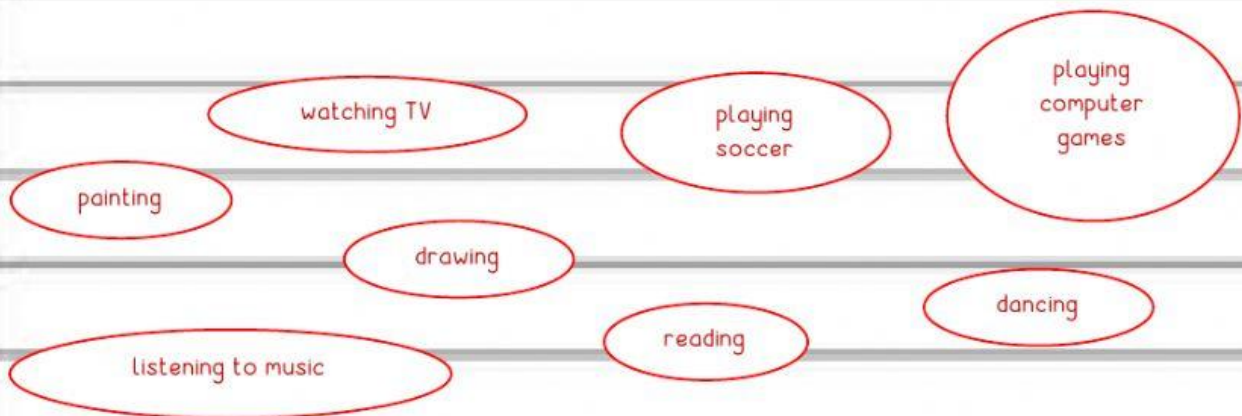 watching TV
playing
soccer
playing
computer
games
painting
drawing
dancing
reading
listening to music